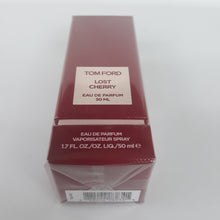 TOM FORD
LOST
CHERRY
EAU DE PARFUM
50 ML
EAU DE PARFUM
VAPORISATEUR SPRAY
1.7 FL.OZ./OZ. LIQ./50 ml ℮